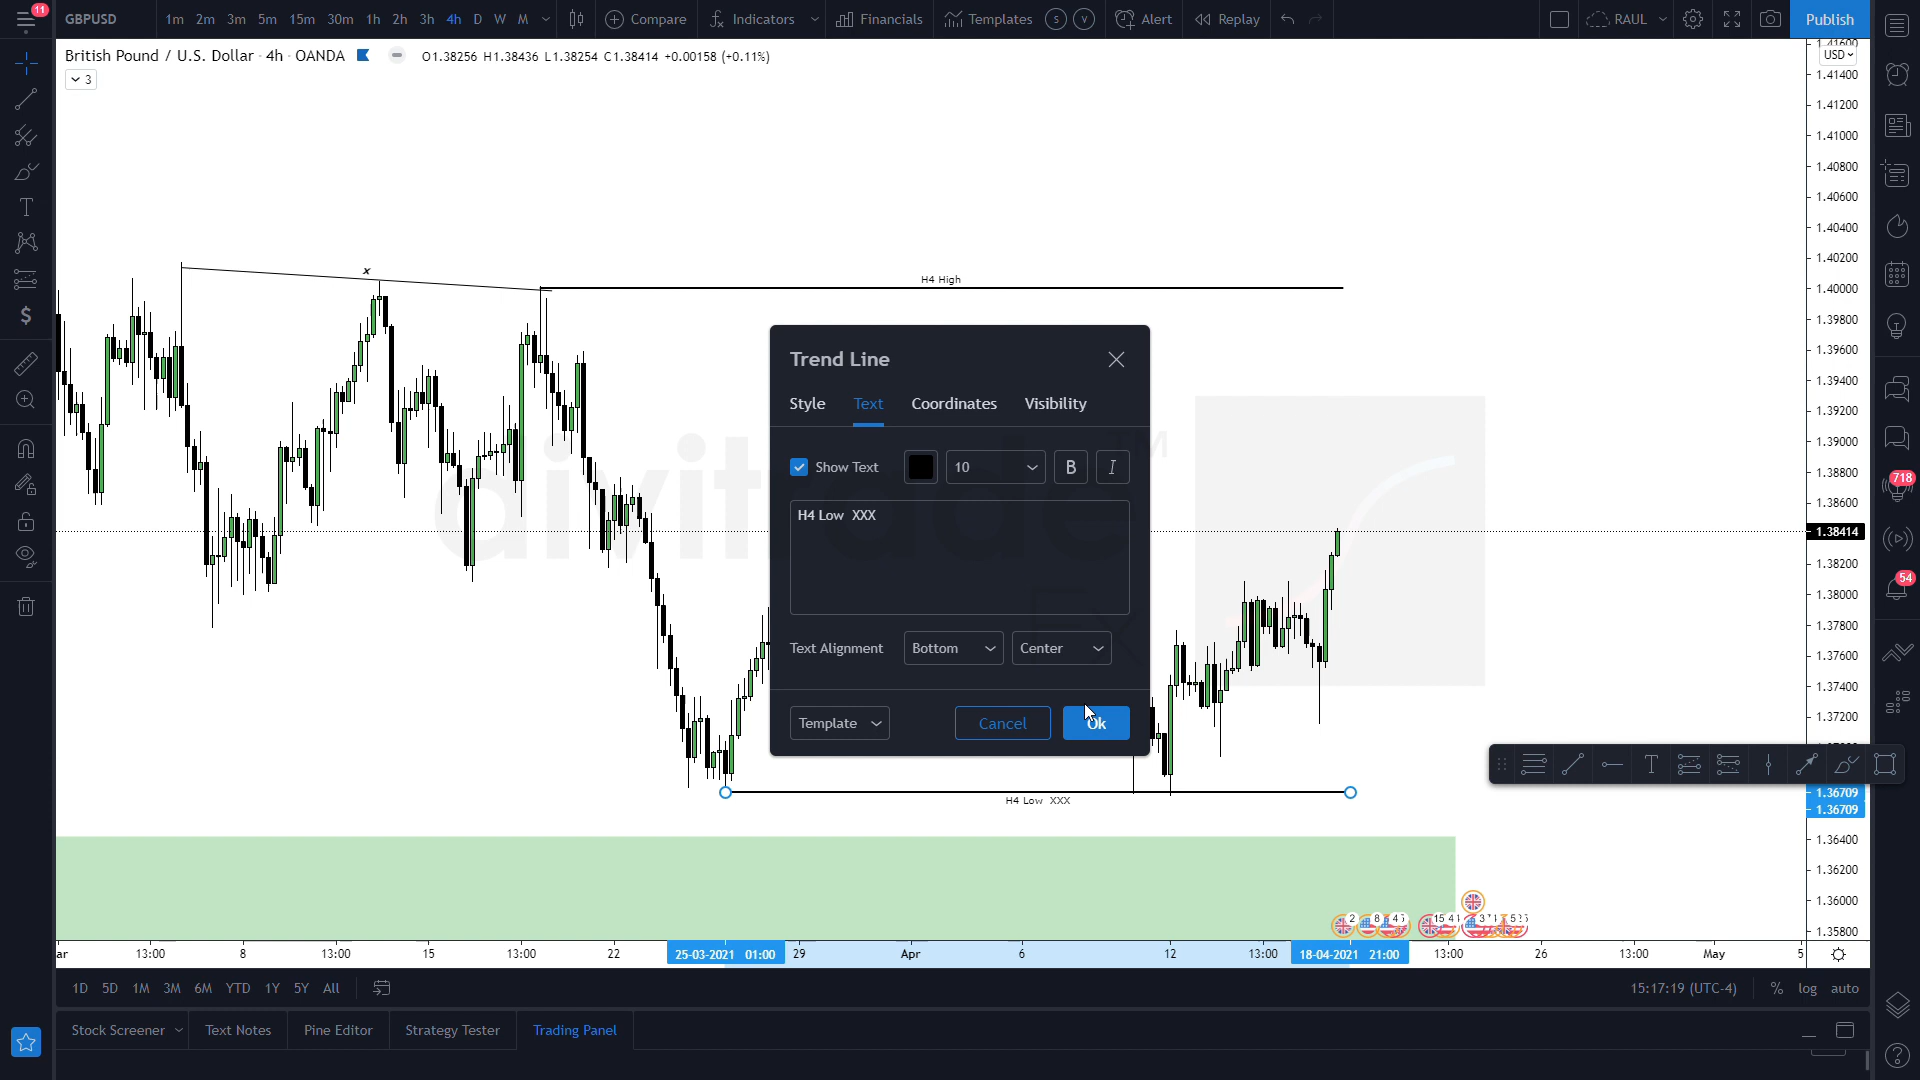 11
GBPUSD 1m 2m 3m 5m 15m 30m 1h 2h 3h 4h D W M Compare Indicators Financials Templates S V Alert Replay RAUL Publish
British Pound / U.S. Dollar · 4h · OANDA O1.38256 H1.38436 L1.38254 C1.38414 +0.00158 (+0.11%)
3
USD
1.41600
1.41400
1.41200
1.41000
1.40800
1.40600
1.40400
1.40200
1.40000
1.39800
1.39600
1.39400
1.39200
1.39000
1.38800
1.38600
1.38414
1.38200
1.38000
1.37800
1.37600
1.37400
1.37200
1.36709
1.36709
1.36400
1.36200
1.36000
1.35800
x
H4 High
Trend Line
Style Text Coordinates Visibility
Show Text 10 B I
H4 Low XXX
Text Alignment Bottom Center
Template Cancel Ok
H4 Low XXX
TM
718
54
ar 13:00 8 13:00 15 13:00 22 25-03-2021 01:00 29 Apr 6 12 13:00 18-04-2021 21:00 13:00 26 13:00 May 5
1D 5D 1M 3M 6M YTD 1Y 5Y All 15:17:19 (UTC-4) % log auto
Stock Screener Text Notes Pine Editor Strategy Tester Trading Panel